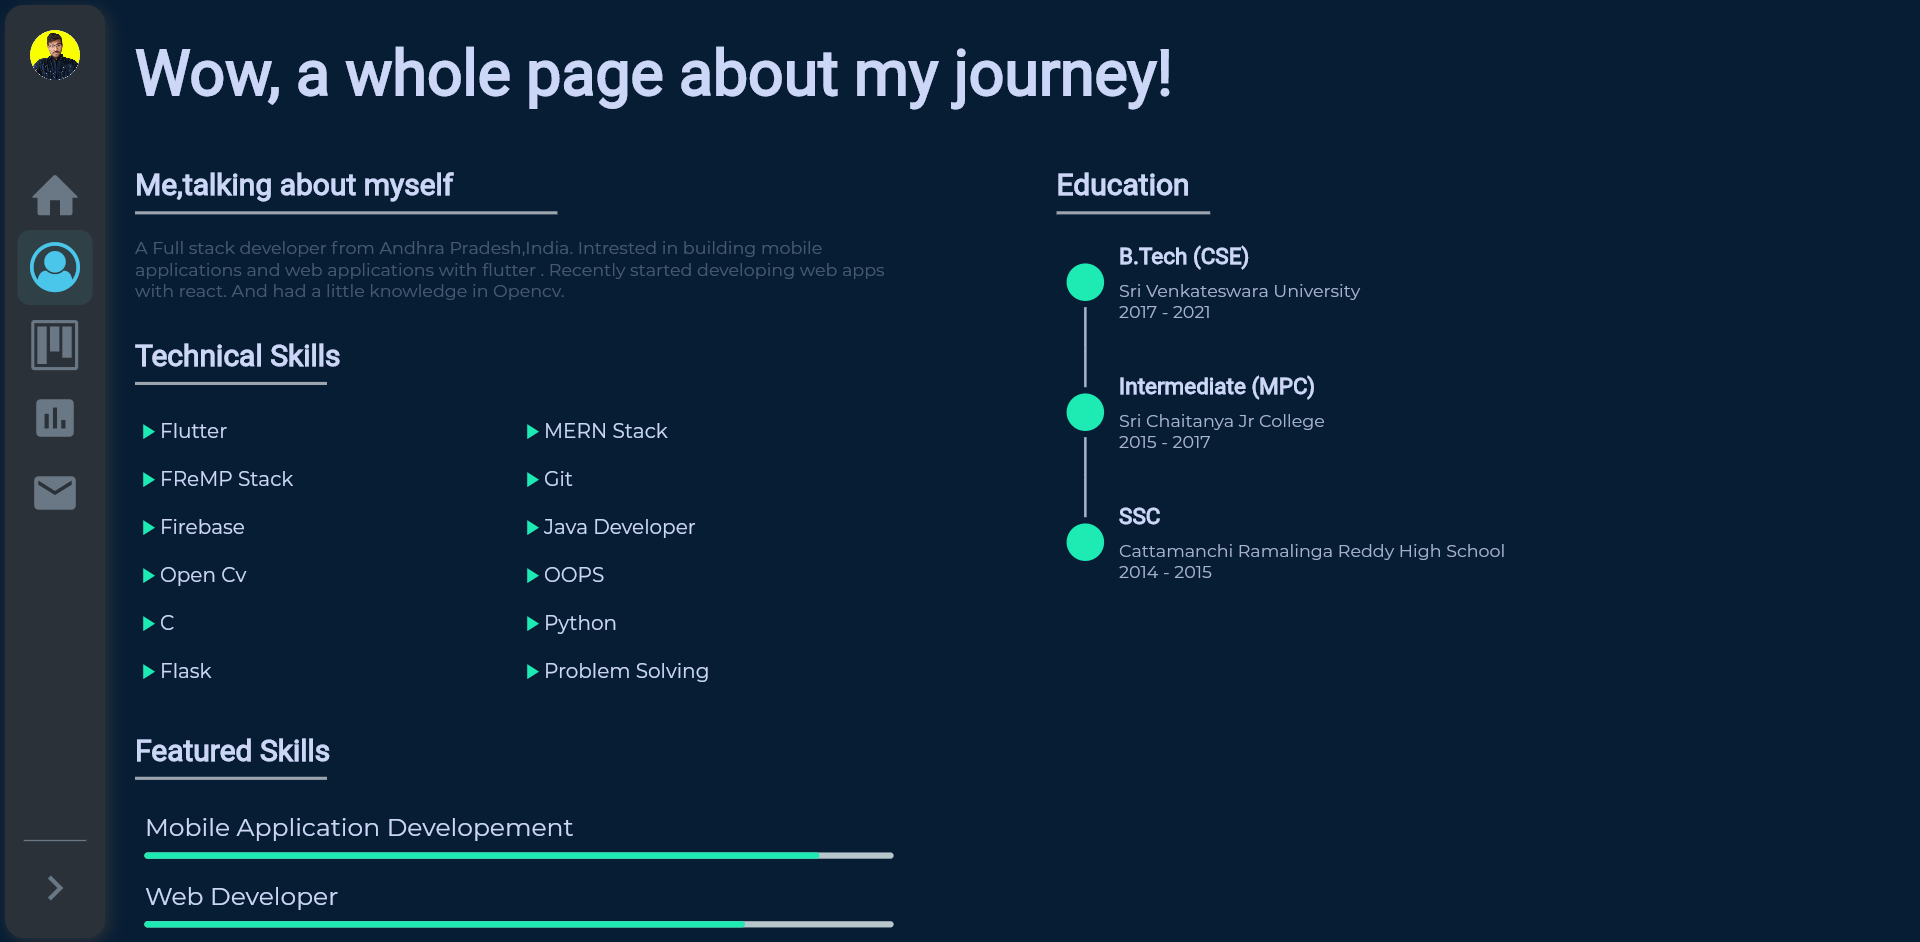 Wow, a whole page about my journey!
Me,talking about myself
A Full stack developer from Andhra Pradesh,India. Intrested in building mobile
applications and web applications with flutter . Recently started developing web apps
with react. And had a little knowledge in Opencv.
Technical Skills
Flutter
MERN Stack
FReMP Stack
Git
Firebase
Java Developer
Open Cv
OOPS
C
Python
Flask
Problem Solving
Featured Skills
Mobile Application Developement
Web Developer
Education
B.Tech (CSE)
Sri Venkateswara University
2017 - 2021
Intermediate (MPC)
Sri Chaitanya Jr College
2015 - 2017
SSC
Cattamanchi Ramalinga Reddy High School
2014 - 2015